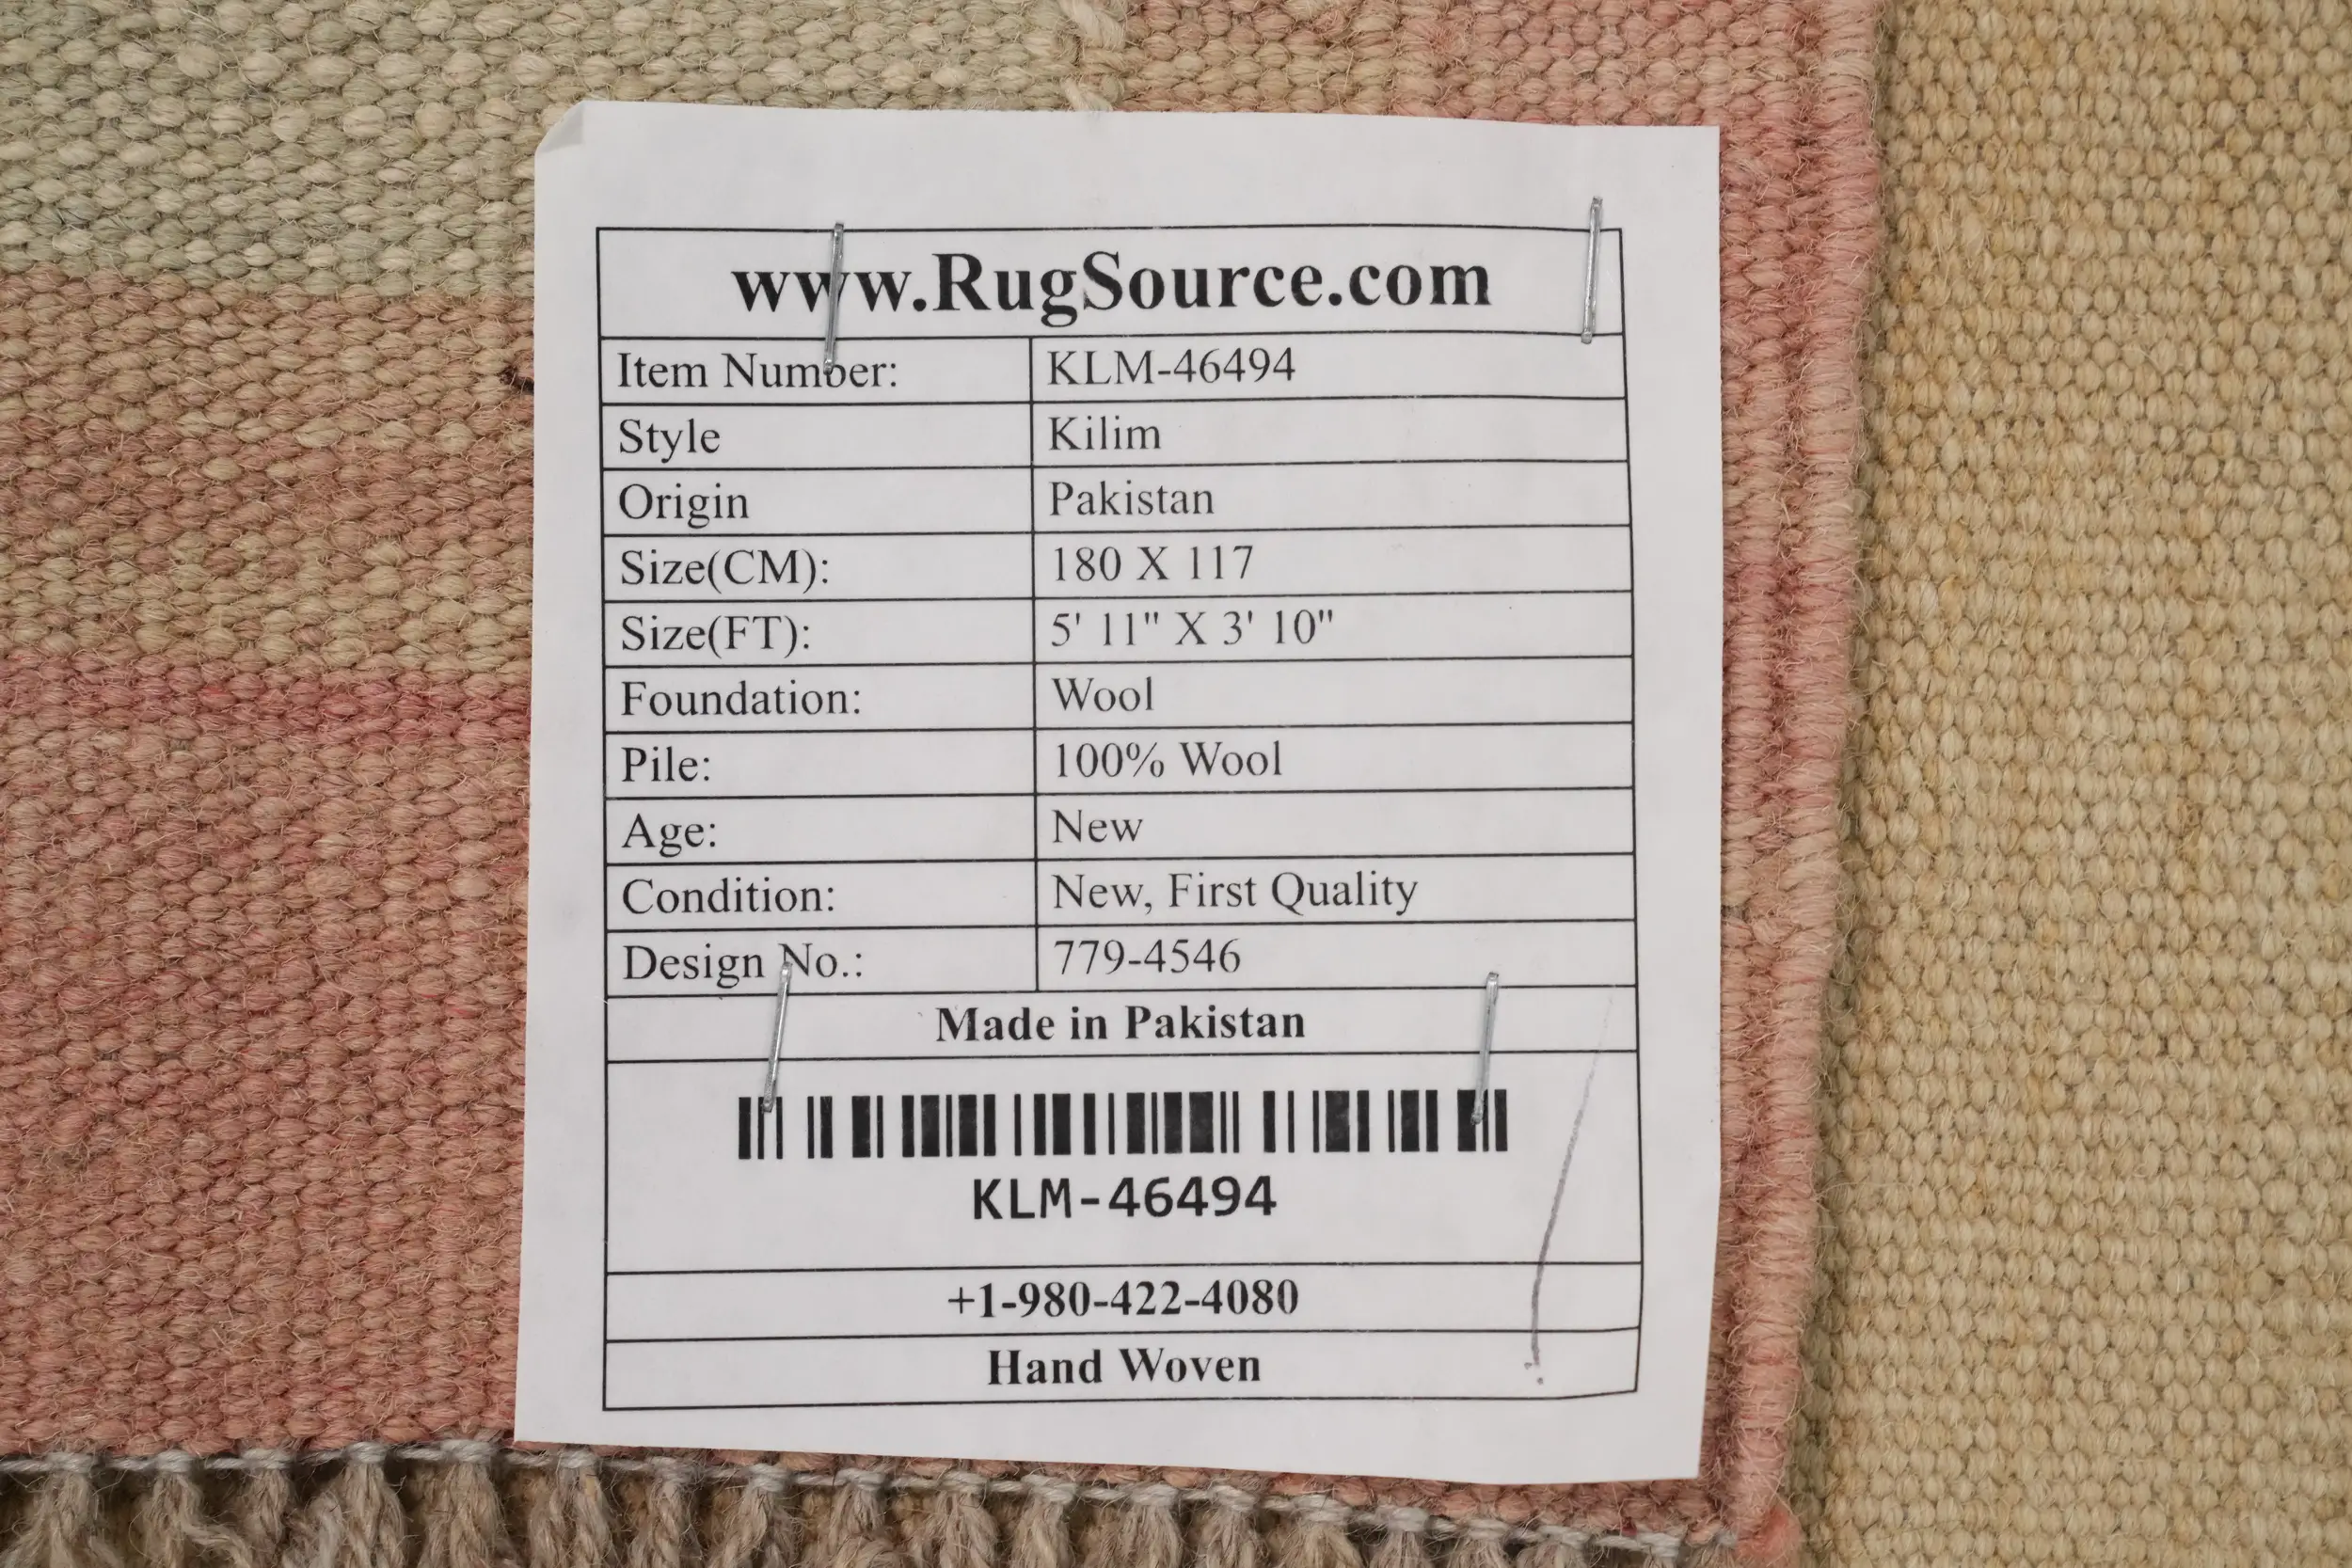 www.RugSource.com
Item Number: KLM-46494
Style Kilim
Origin Pakistan
Size(CM): 180 X 117
Size(FT): 5' 11" X 3' 10"
Foundation: Wool
Pile: 100% Wool
Age: New
Condition: New, First Quality
Design No.: 779-4546
Made in Pakistan
KLM-46494
+1-980-422-4080
Hand Woven